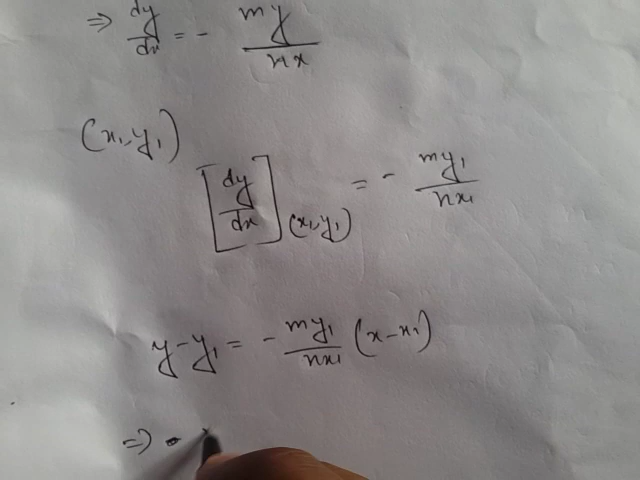 ⇒ dy/dx = - my/nx
(x₁, y₁)
[dy/dx](x₁, y₁) = - my₁/nx₁
y - y₁ = - my₁/nx₁ (x - x₁)
⇒ -